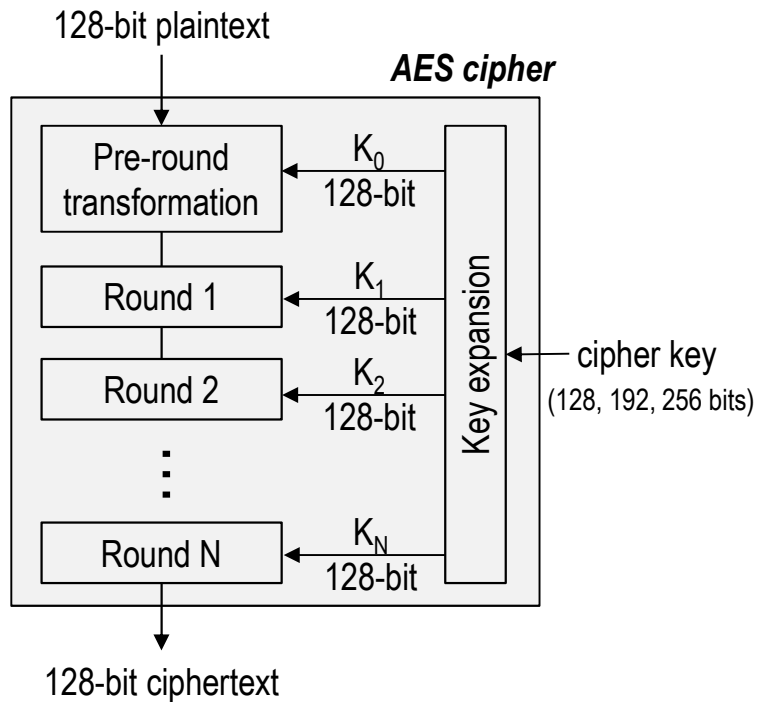 128-bit plaintext
AES cipher
Pre-round
transformation
K₀
128-bit
Round 1
K₁
128-bit
Round 2
K₂
128-bit
Key expansion
cipher key
(128, 192, 256 bits)
Round N
K_N
128-bit
128-bit ciphertext